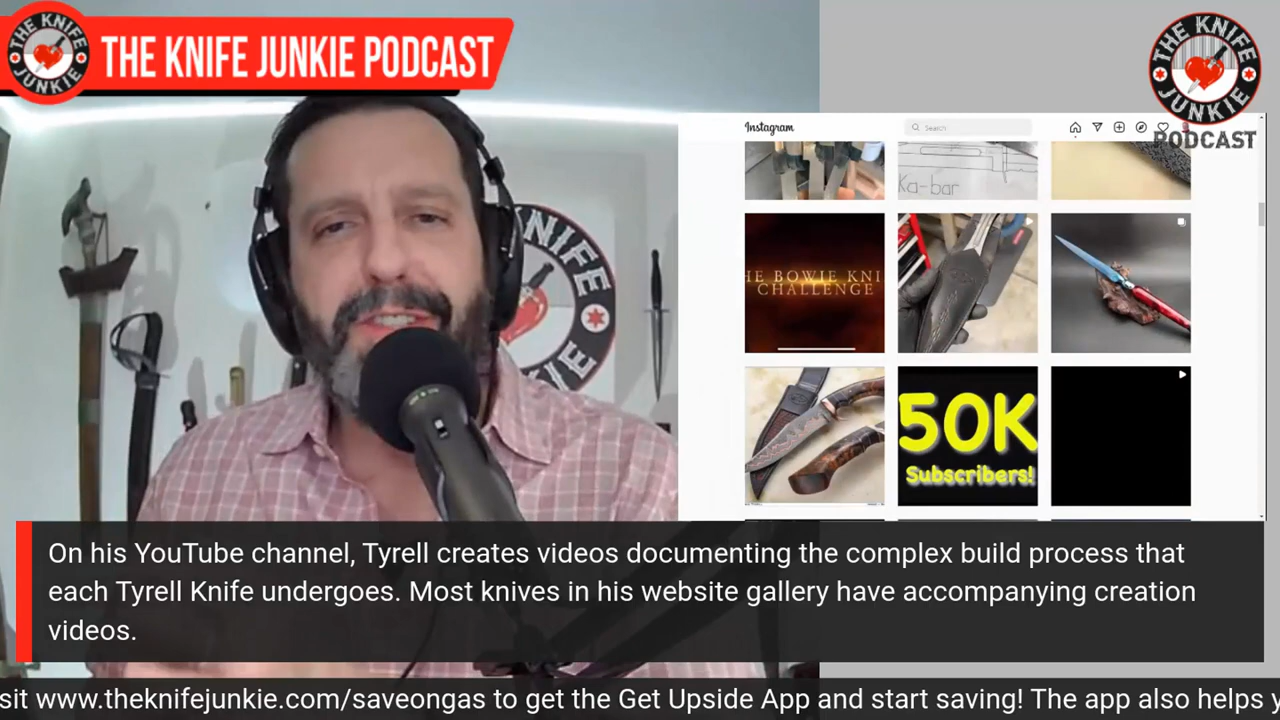 THE KNIFE JUNKIE
THE KNIFE JUNKIE PODCAST
THE KNIFE JUNKIE
PODCAST
Instagram
Search
Ka-bar
HE BOWIE KNI
CHALLENGE
KNIFE
JUNKIE
50K
Subscribers!
On his YouTube channel, Tyrell creates videos documenting the complex build process that
each Tyrell Knife undergoes. Most knives in his website gallery have accompanying creation
videos.
sit www.theknifejunkie.com/saveongas to get the Get Upside App and start saving! The app also helps y